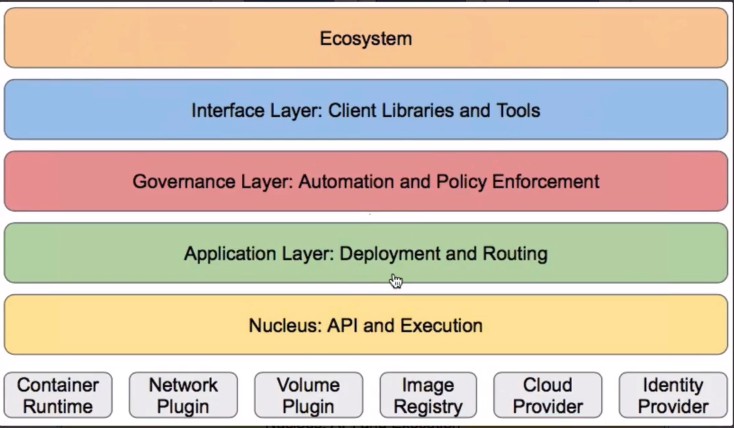 Ecosystem
Interface Layer: Client Libraries and Tools
Governance Layer: Automation and Policy Enforcement
Application Layer: Deployment and Routing
Nucleus: API and Execution
Container
Runtime
Network
Plugin
Volume
Plugin
Image
Registry
Cloud
Provider
Identity
Provider